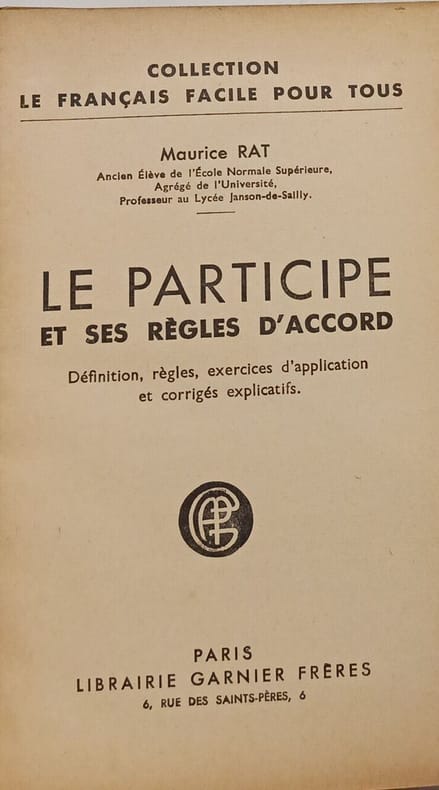 COLLECTION
LE FRANÇAIS FACILE POUR TOUS
Maurice RAT
Ancien Élève de l'École Normale Supérieure,
Agrégé de l'Université,
Professeur au Lycée Janson-de-Sailly.
LE PARTICIPE
ET SES RÈGLES D'ACCORD
Définition, règles, exercices d'application
et corrigés explicatifs.
PARIS
LIBRAIRIE GARNIER FRÈRES
6, RUE DES SAINTS-PÈRES, 6